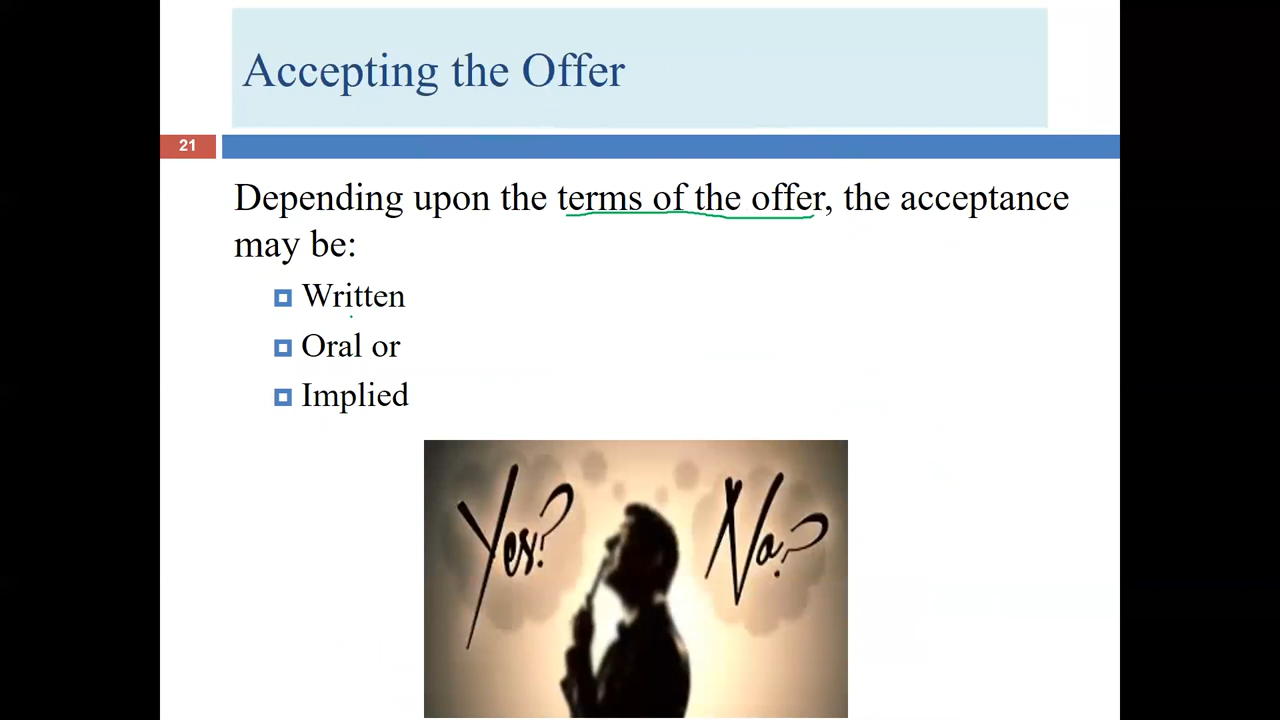 Accepting the Offer
21
Depending upon the terms of the offer, the acceptance
may be:
Written
Oral or
Implied
Yes? No?